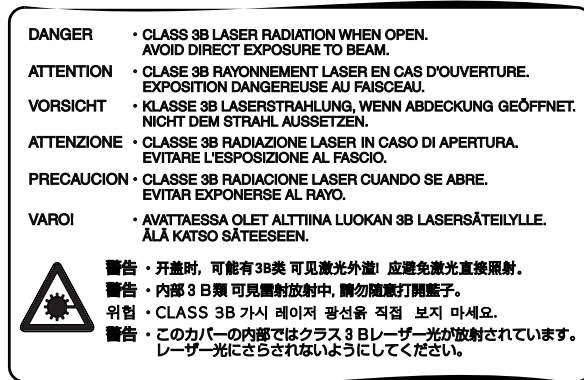 DANGER · CLASS 3B LASER RADIATION WHEN OPEN.
AVOID DIRECT EXPOSURE TO BEAM.
ATTENTION · CLASE 3B RAYONNEMENT LASER EN CAS D'OUVERTURE.
EXPOSITION DANGEREUSE AU FAISCEAU.
VORSICHT · KLASSE 3B LASERSTRAHLUNG, WENN ABDECKUNG GEÖFFNET.
NICHT DEM STRAHL AUSSETZEN.
ATTENZIONE · CLASSE 3B RADIAZIONE LASER IN CASO DI APERTURA.
EVITARE L'ESPOSIZIONE AL FASCIO.
PRECAUCION · CLASSE 3B RADIACIONE LASER CUANDO SE ABRE.
EVITAR EXPONERSE AL RAYO.
VARO! · AVATTAESSA OLET ALTTIINA LUOKAN 3B LASERSÄTEILYLLE.
ÄLÄ KATSO SÄTEESEEN.
警告 · 开盖时, 可能有3B类 可见激光外溢! 应避免激光直接照射.
警告 · 内部3 B類 可見雷射放射中, 請勿随意打開藍子.
위험 · CLASS 3B 가시 레이저 광선욹 직접 보지 마세요.
警告 · このカバーの内部ではクラス 3 Bレーザー光が放射されています。
レーザー光にさらされないようにしてください。